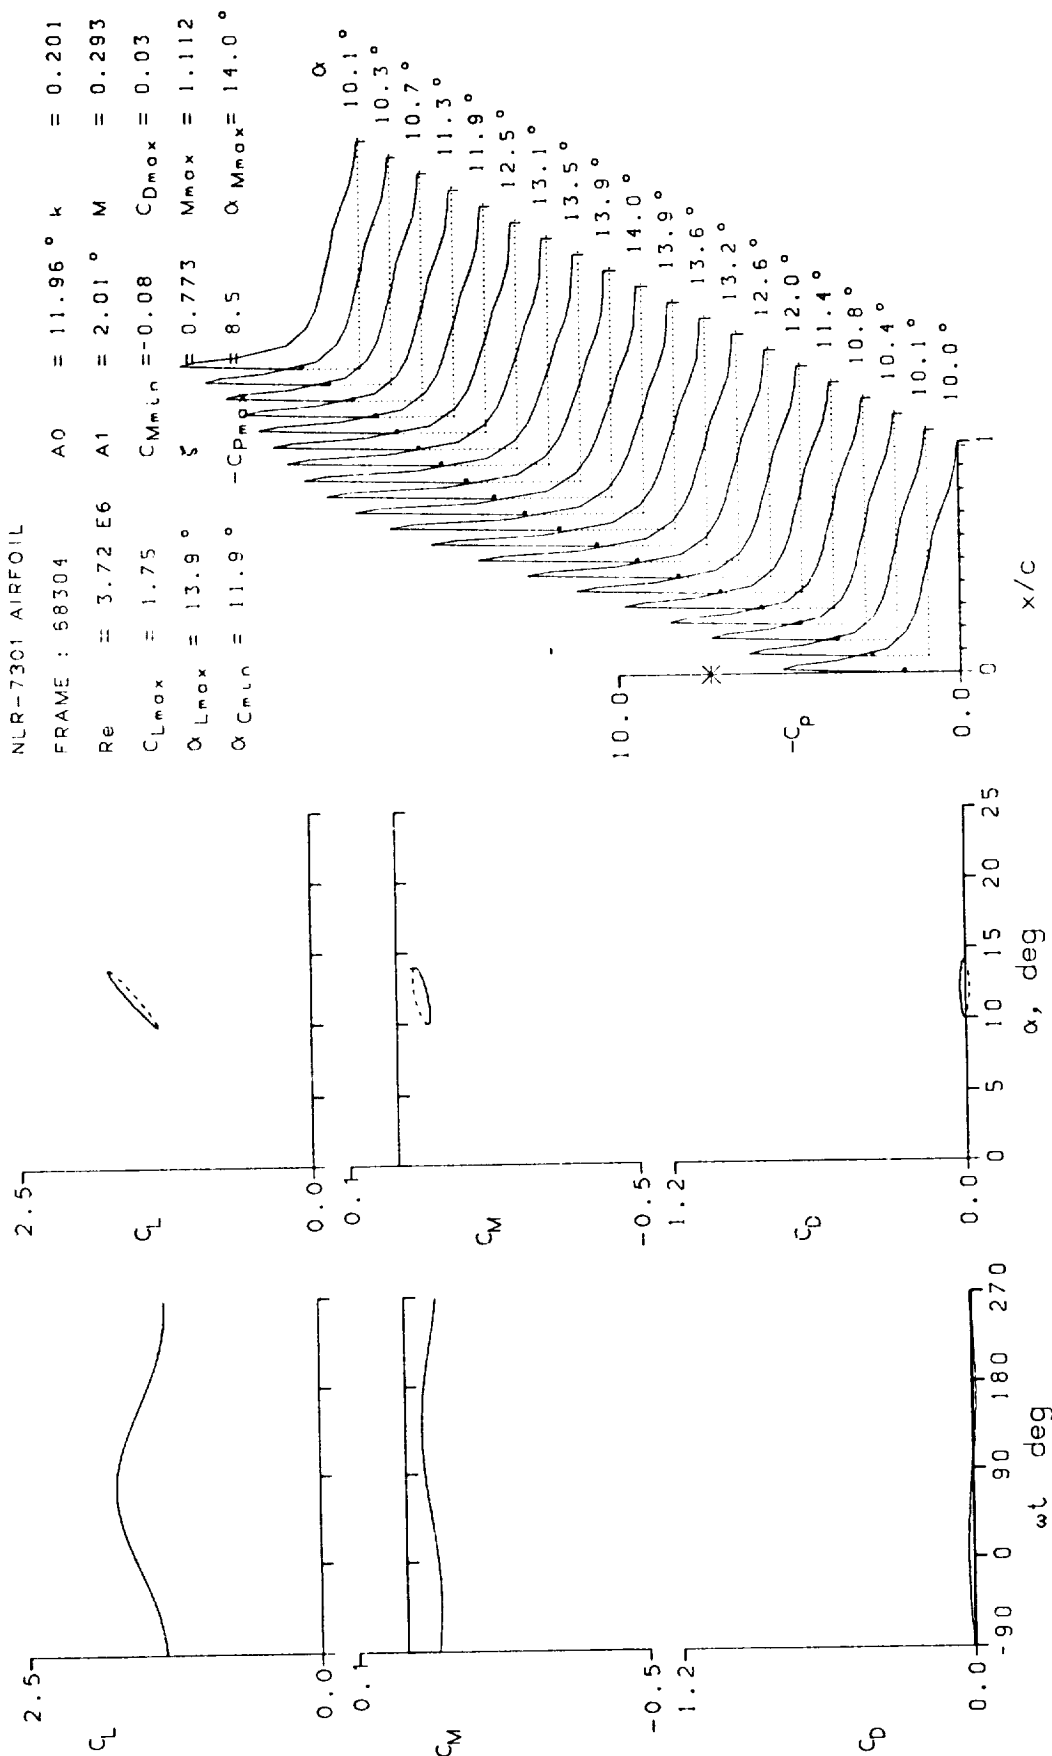 NLR-7301 AIRFOIL
FRAME : 58304 A0 = 11.96 ° k = 0.201
Re = 3.72 E6 A1 = 2.01 ° M = 0.293
CLmax = 1.75 CMmin =-0.08 CDmax = 0.03
αLmax = 13.9 ° ζ = 0.773 Mmax = 1.112
αCmin = 11.9 ° -Cpmax =8.5 αMmax= 14.0 °
2.5
CL
0.0
0.1
CM
-0.5
1.2
CD
0.0
-90 0 90 180 270
ωt deg
2.5
CL
0.0
0.1
CM
-0.5
1.2
CD
0.0
0 5 10 15 20 25
α, deg
α
10.1 °
10.3 °
10.7 °
11.3 °
11.9 °
12.5 °
13.1 °
13.5 °
13.9 °
14.0 °
13.9 °
13.6 °
13.2 °
12.6 °
12.0 °
11.4 °
10.8 °
10.4 °
10.1 °
10.0 °
10.0
-Cp
0.0
0 1
x/c